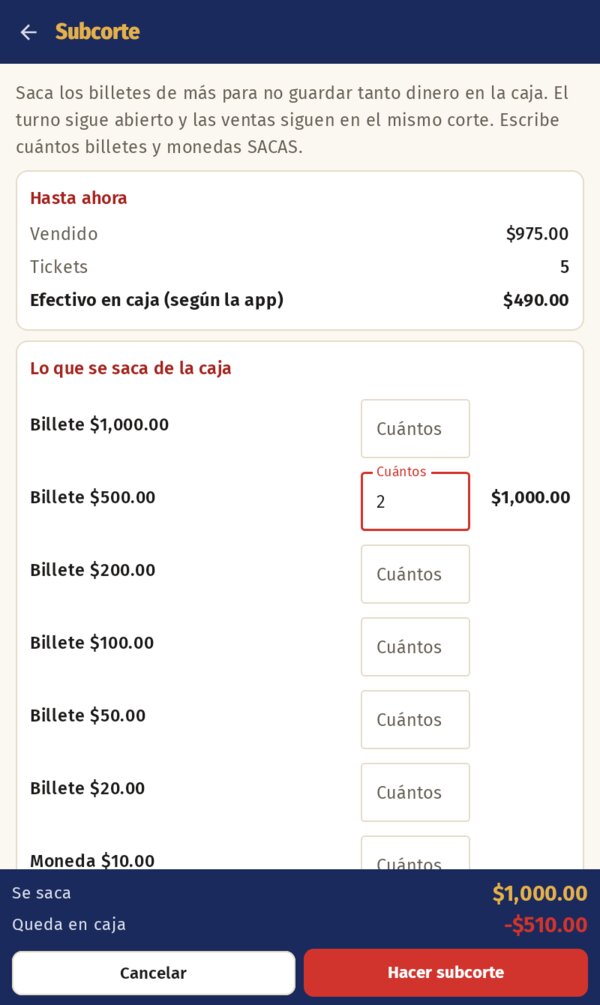 Subcorte
Saca los billetes de más para no guardar tanto dinero en la caja. El
turno sigue abierto y las ventas siguen en el mismo corte. Escribe
cuántos billetes y monedas SACAS.
Hasta ahora
Vendido $975.00
Tickets 5
Efectivo en caja (según la app) $490.00
Lo que se saca de la caja
Billete $1,000.00 Cuántos
Cuántos
Billete $500.00 2 $1,000.00
Billete $200.00 Cuántos
Billete $100.00 Cuántos
Billete $50.00 Cuántos
Billete $20.00 Cuántos
Moneda $10.00 Cuántos
Se saca $1,000.00
Queda en caja -$510.00
Cancelar Hacer subcorte